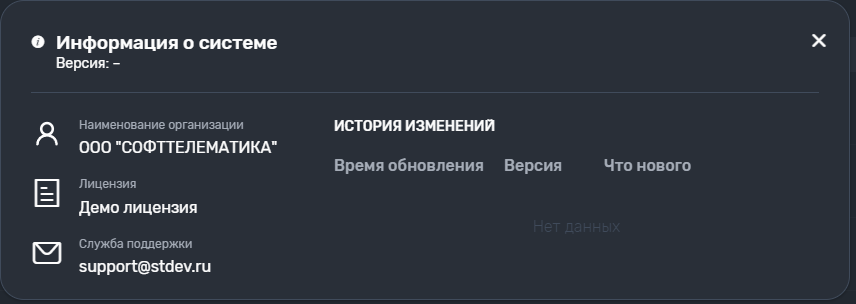 Информация о системе
Версия: –
Наименование организации
ООО "СОФТТЕЛЕМАТИКА"
Лицензия
Демо лицензия
Служба поддержки
support@stdev.ru
ИСТОРИЯ ИЗМЕНЕНИЙ
Время обновления Версия Что нового
Нет данных